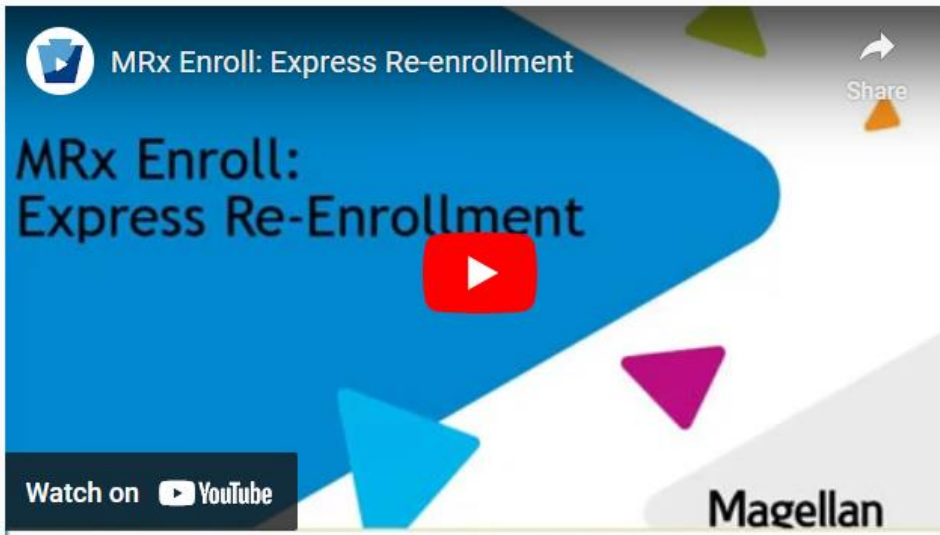 MRx Enroll: Express Re-enrollment
Share
MRx Enroll:
Express Re-Enrollment
Watch on YouTube
Magellan